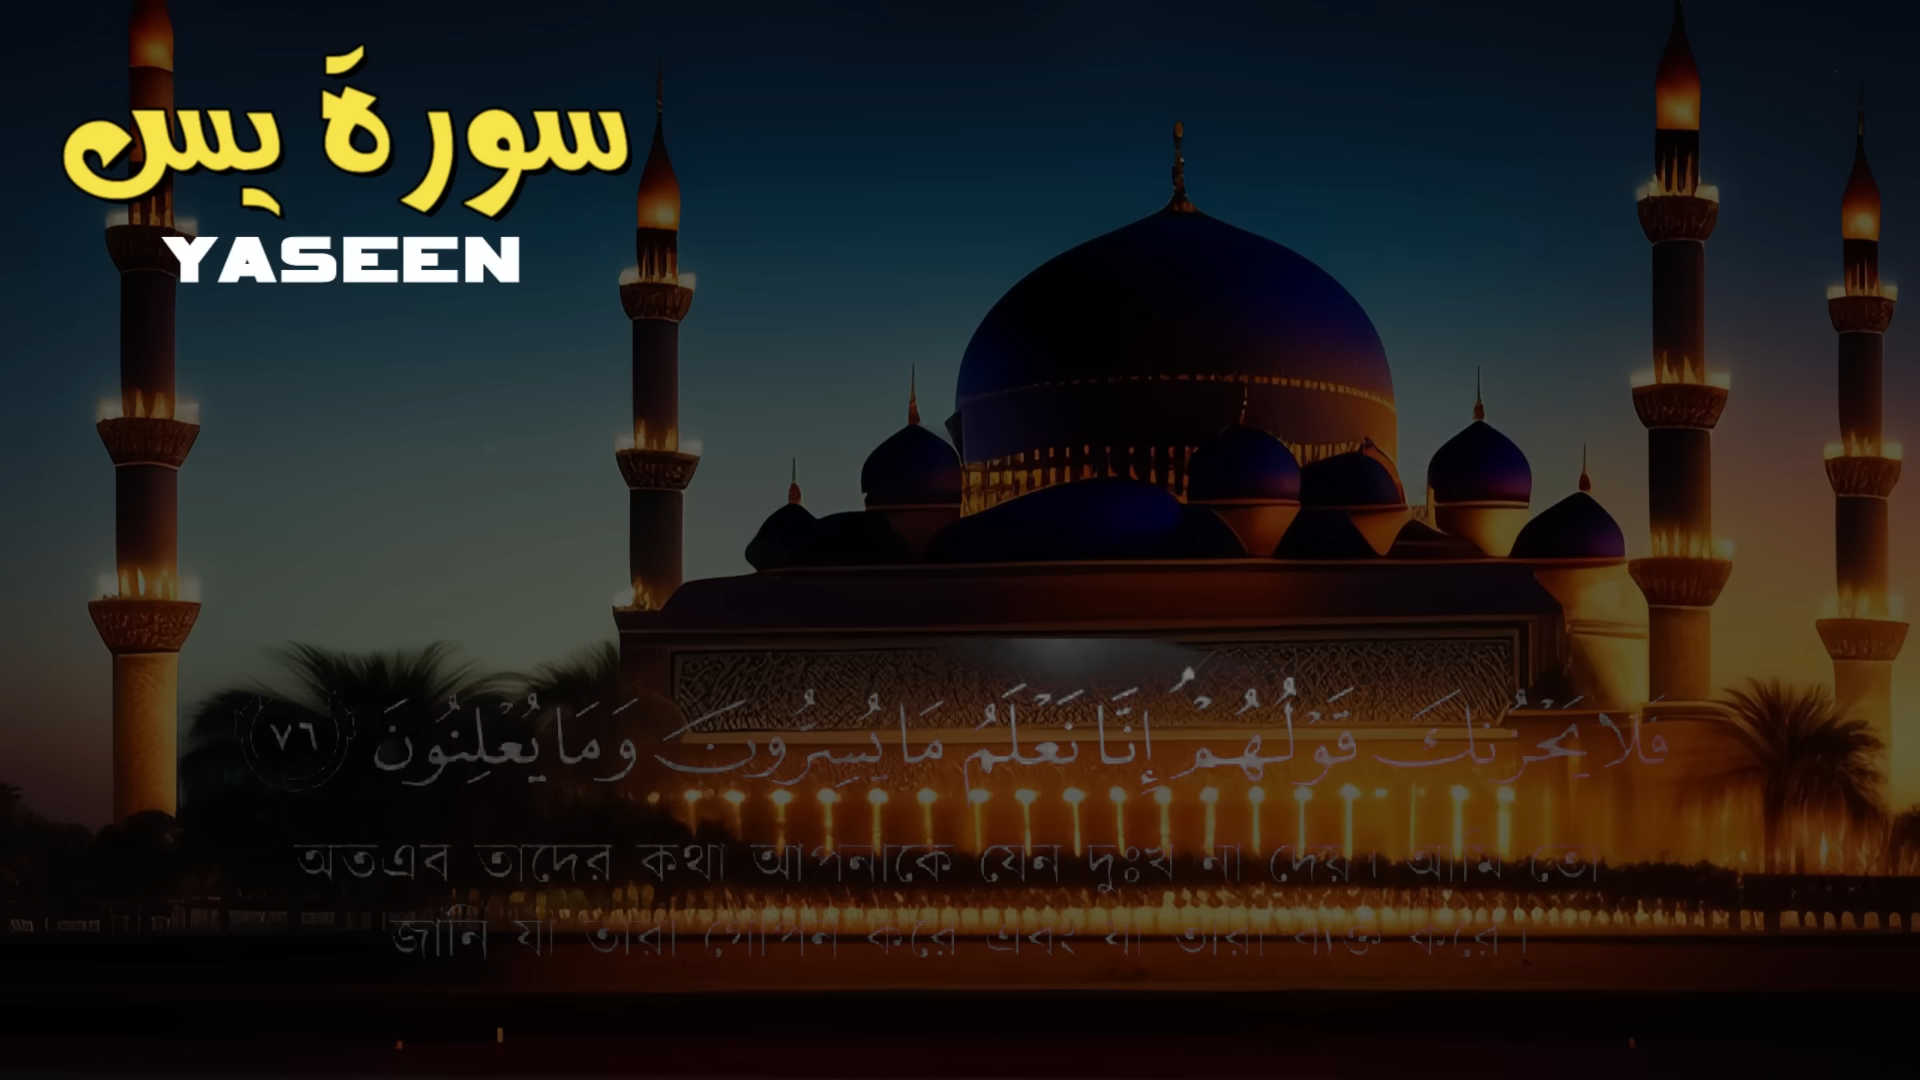 سورة يس
YASEEN
فَلَا يَحْزُنكَ قَوْلُهُمْ إِنَّا نَعْلَمُ مَا يُسِرُّونَ وَمَا يُعْلِنُونَ ٧٦
অতএব তাদের কথা আপনাকে যেন দুঃখ না দেয়। আমি তো
জানি যা তারা গোপন করে এবং যা তারা ব্যক্ত করে।